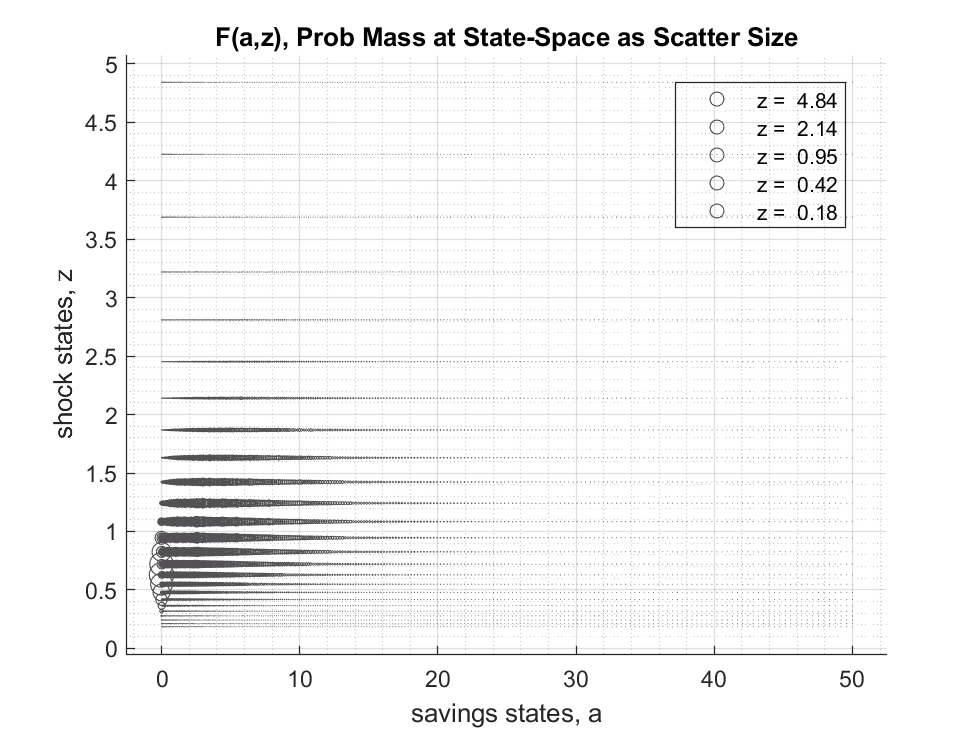 F(a,z), Prob Mass at State-Space as Scatter Size
5
4.5
4
3.5
3
2.5
2
1.5
1
0.5
0
shock states, z
z = 4.84
z = 2.14
z = 0.95
z = 0.42
z = 0.18
0 10 20 30 40 50
savings states, a